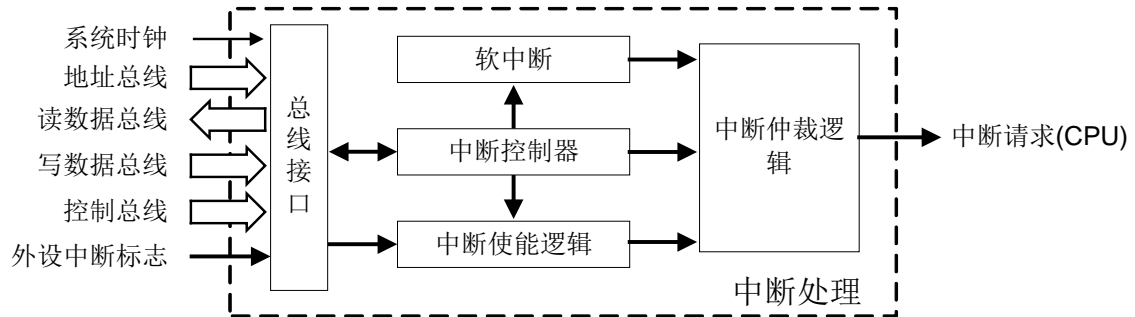 系统时钟
地址总线
读数据总线
写数据总线
控制总线
外设中断标志
总
线
接
口
软中断
中断控制器
中断使能逻辑
中断仲裁逻
辑
中断请求(CPU)
中断处理